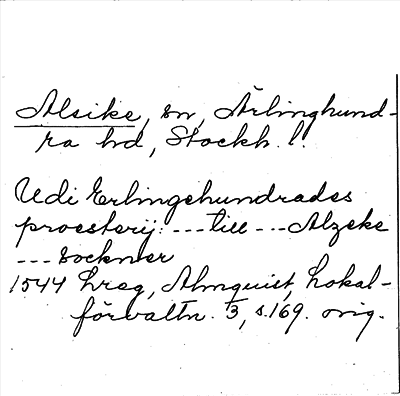 Alsike, sn, Ärlinghund-
ra hd, Stockh. l.
Udi Erlingehundrades
proesterij: --- till --- Alzeke
--- sockner
1544 Lreg, Almquist, Lokal-
förvaltn. 3, s.169. orig.